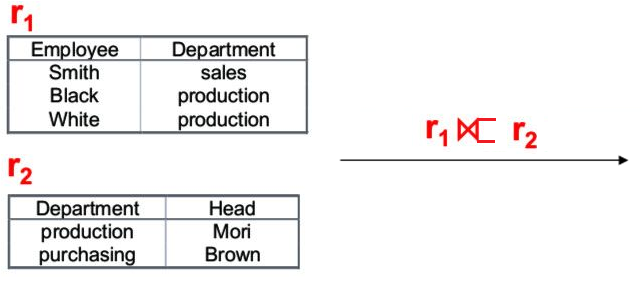 r₁
Employee Department
Smith sales
Black production
White production
r₂
Department Head
production Mori
purchasing Brown
r₁ ⟖ r₂